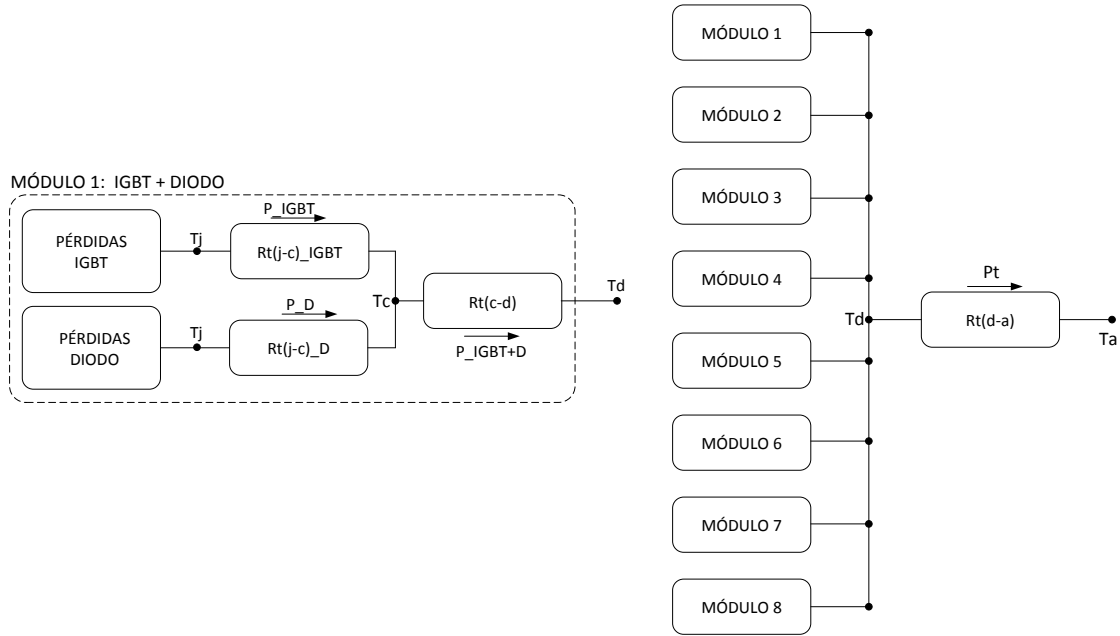 MÓDULO 1: IGBT + DIODO
PÉRDIDAS
IGBT
Tj
P_IGBT
Rt(j-c)_IGBT
PÉRDIDAS
DIODO
Tj
P_D
Rt(j-c)_D
Tc
Rt(c-d)
P_IGBT+D
Td
MÓDULO 1
MÓDULO 2
MÓDULO 3
MÓDULO 4
MÓDULO 5
MÓDULO 6
MÓDULO 7
MÓDULO 8
Td
Pt
Rt(d-a)
Ta